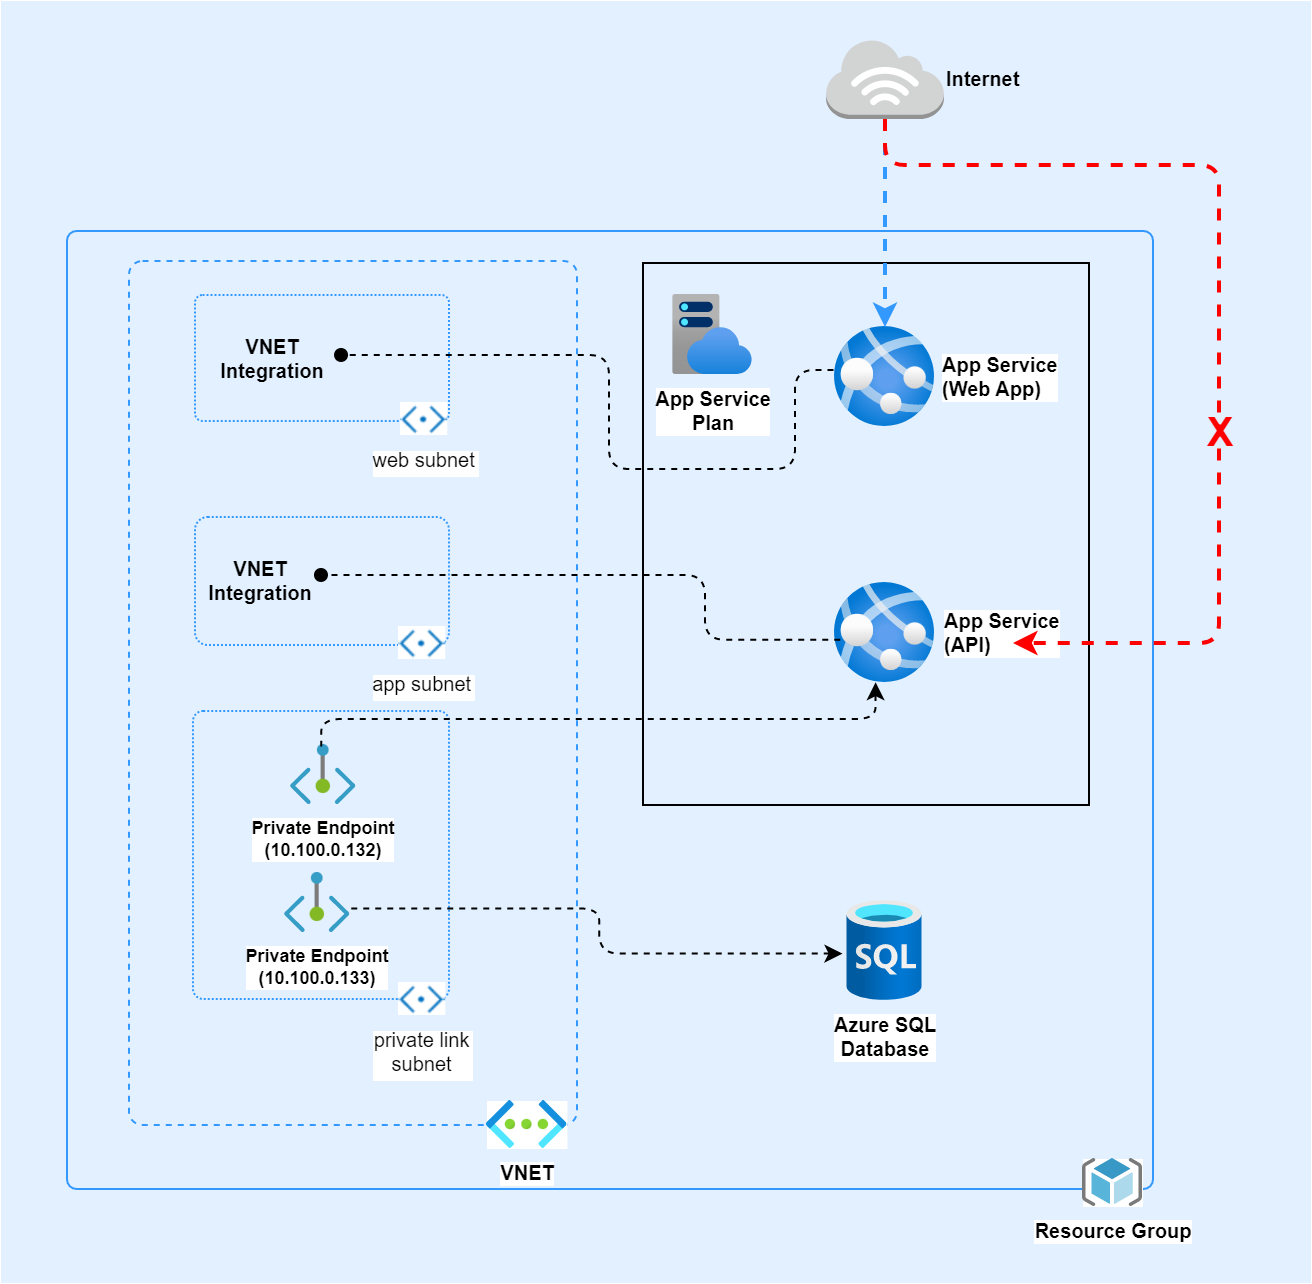 Internet
VNET
Integration
web subnet
App Service
Plan
App Service
(Web App)
X
VNET
Integration
app subnet
App Service
(API)
Private Endpoint
(10.100.0.132)
Private Endpoint
(10.100.0.133)
private link
subnet
SQL
Azure SQL
Database
VNET
Resource Group